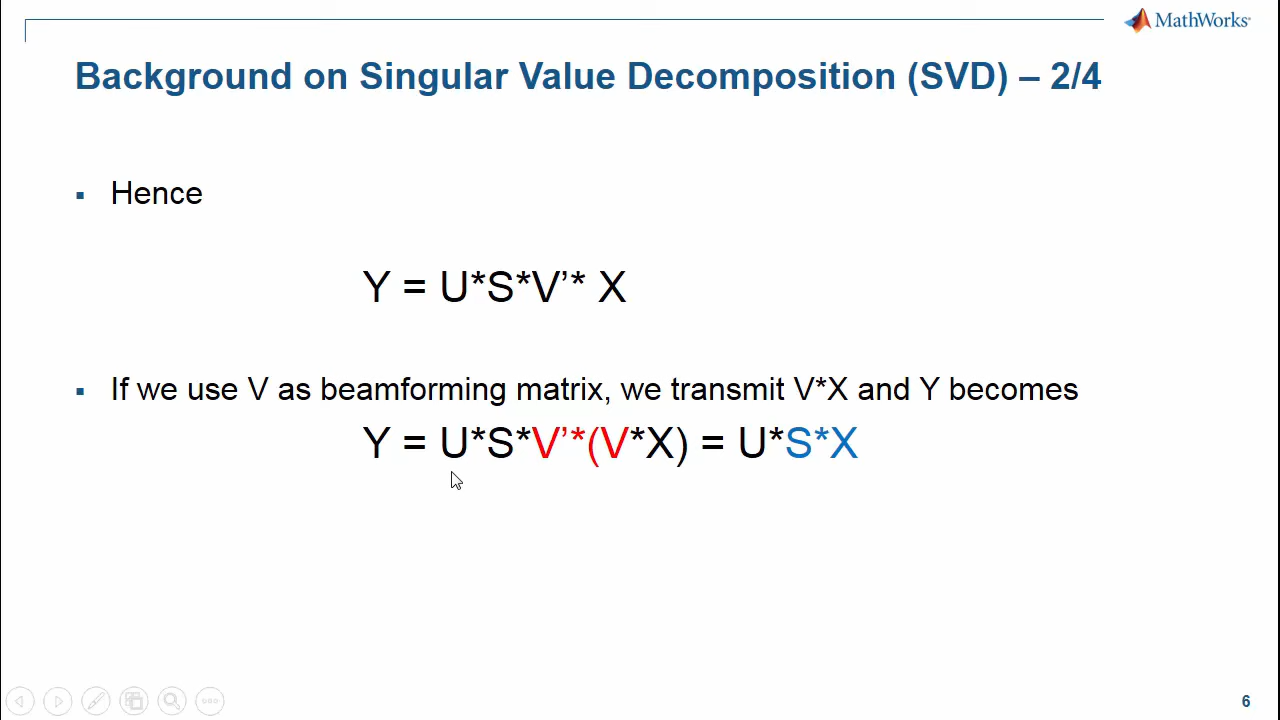 MathWorks®
Background on Singular Value Decomposition (SVD) – 2/4
▪ Hence
Y = U*S*V’* X
▪ If we use V as beamforming matrix, we transmit V*X and Y becomes
Y = U*S*V’*(V*X) = U*S*X
6